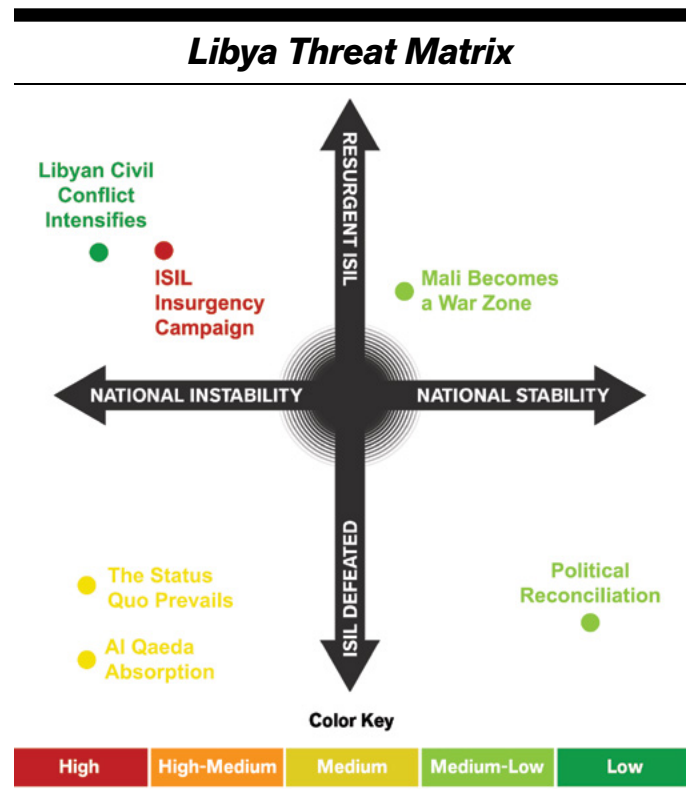 Libya Threat Matrix
RESURGENT ISIL
Libyan Civil
Conflict
Intensifies
ISIL
Insurgency
Campaign
Mali Becomes
a War Zone
NATIONAL INSTABILITY
NATIONAL STABILITY
ISIL DEFEATED
The Status
Quo Prevails
Al Qaeda
Absorption
Political
Reconciliation
Color Key
High
High-Medium
Medium
Medium-Low
Low